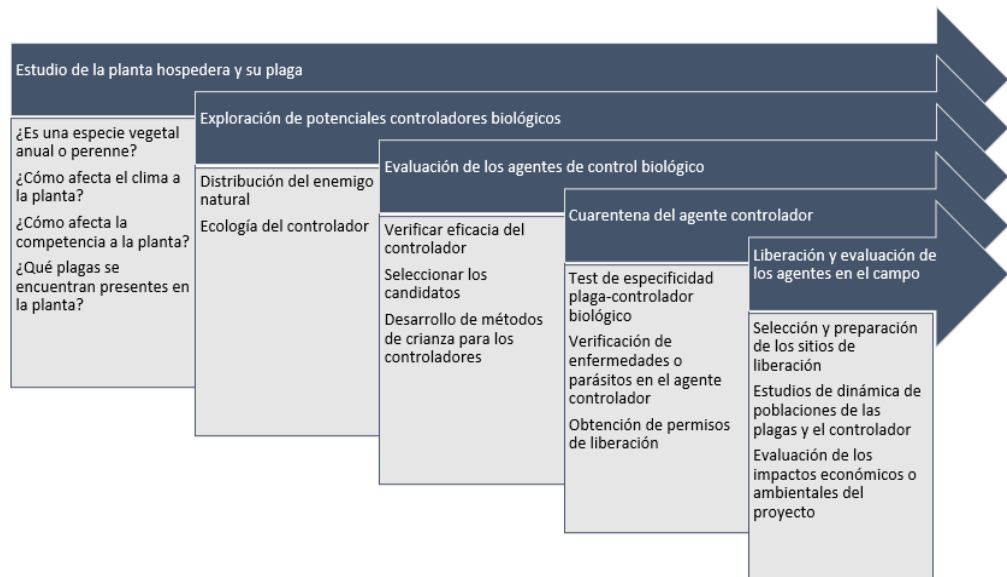 Estudio de la planta hospedera y su plaga
¿Es una especie vegetal
anual o perenne?
¿Cómo afecta el clima a
la planta?
¿Cómo afecta la
competencia a la planta?
¿Qué plagas se
encuentran presentes en
la planta?
Exploración de potenciales controladores biológicos
Distribución del enemigo
natural
Ecología del controlador
Evaluación de los agentes de control biológico
Verificar eficacia del
controlador
Seleccionar los
candidatos
Desarrollo de métodos
de crianza para los
controladores
Cuarentena del agente controlador
Test de especificidad
plaga-controlador
biológico
Verificación de
enfermedades o
parásitos en el agente
controlador
Obtención de permisos
de liberación
Liberación y evaluación de
los agentes en el campo
Selección y preparación
de los sitios de
liberación
Estudios de dinámica de
poblaciones de las
plagas y el controlador
Evaluación de los
impactos económicos o
ambientales del
proyecto